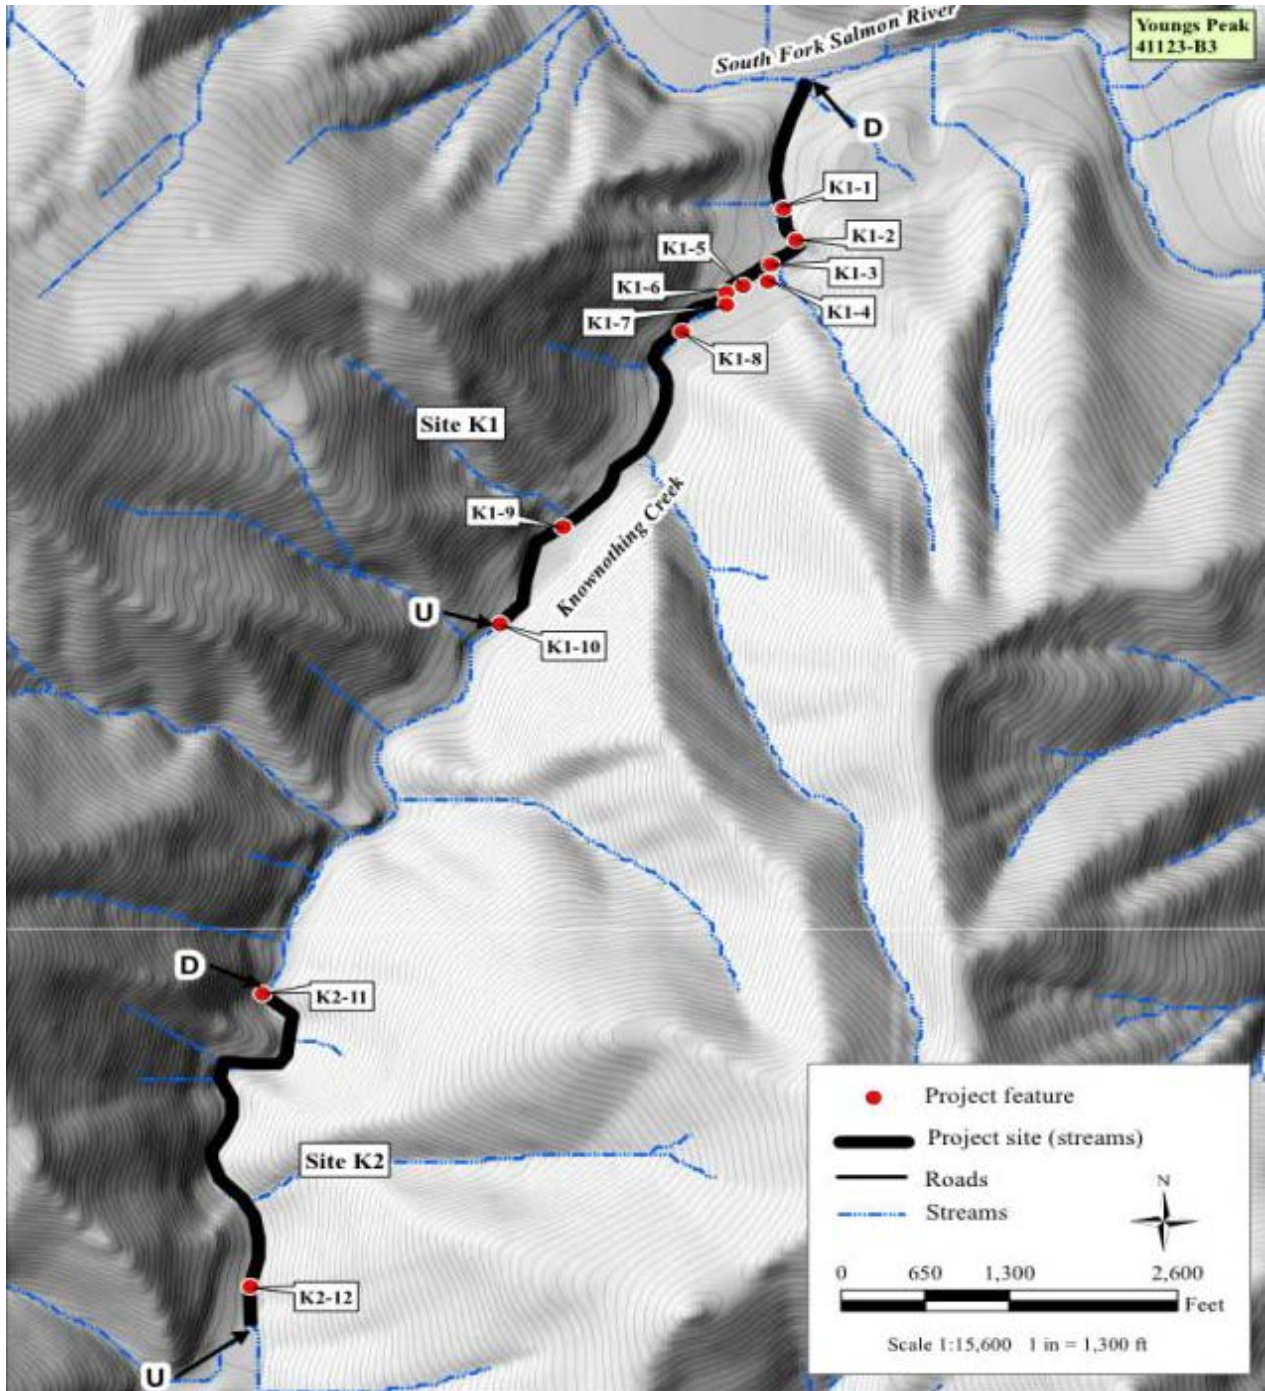 Youngs Peak
41123-B3
South Fork Salmon River
D
K1-1
K1-2
K1-5
K1-3
K1-6
K1-4
K1-7
K1-8
Site K1
K1-9
Knownothing Creek
U
K1-10
D
K2-11
Site K2
K2-12
U
Project feature
Project site (streams)
Roads
Streams
N
0 650 1,300 2,600
Feet
Scale 1:15,600 1 in = 1,300 ft